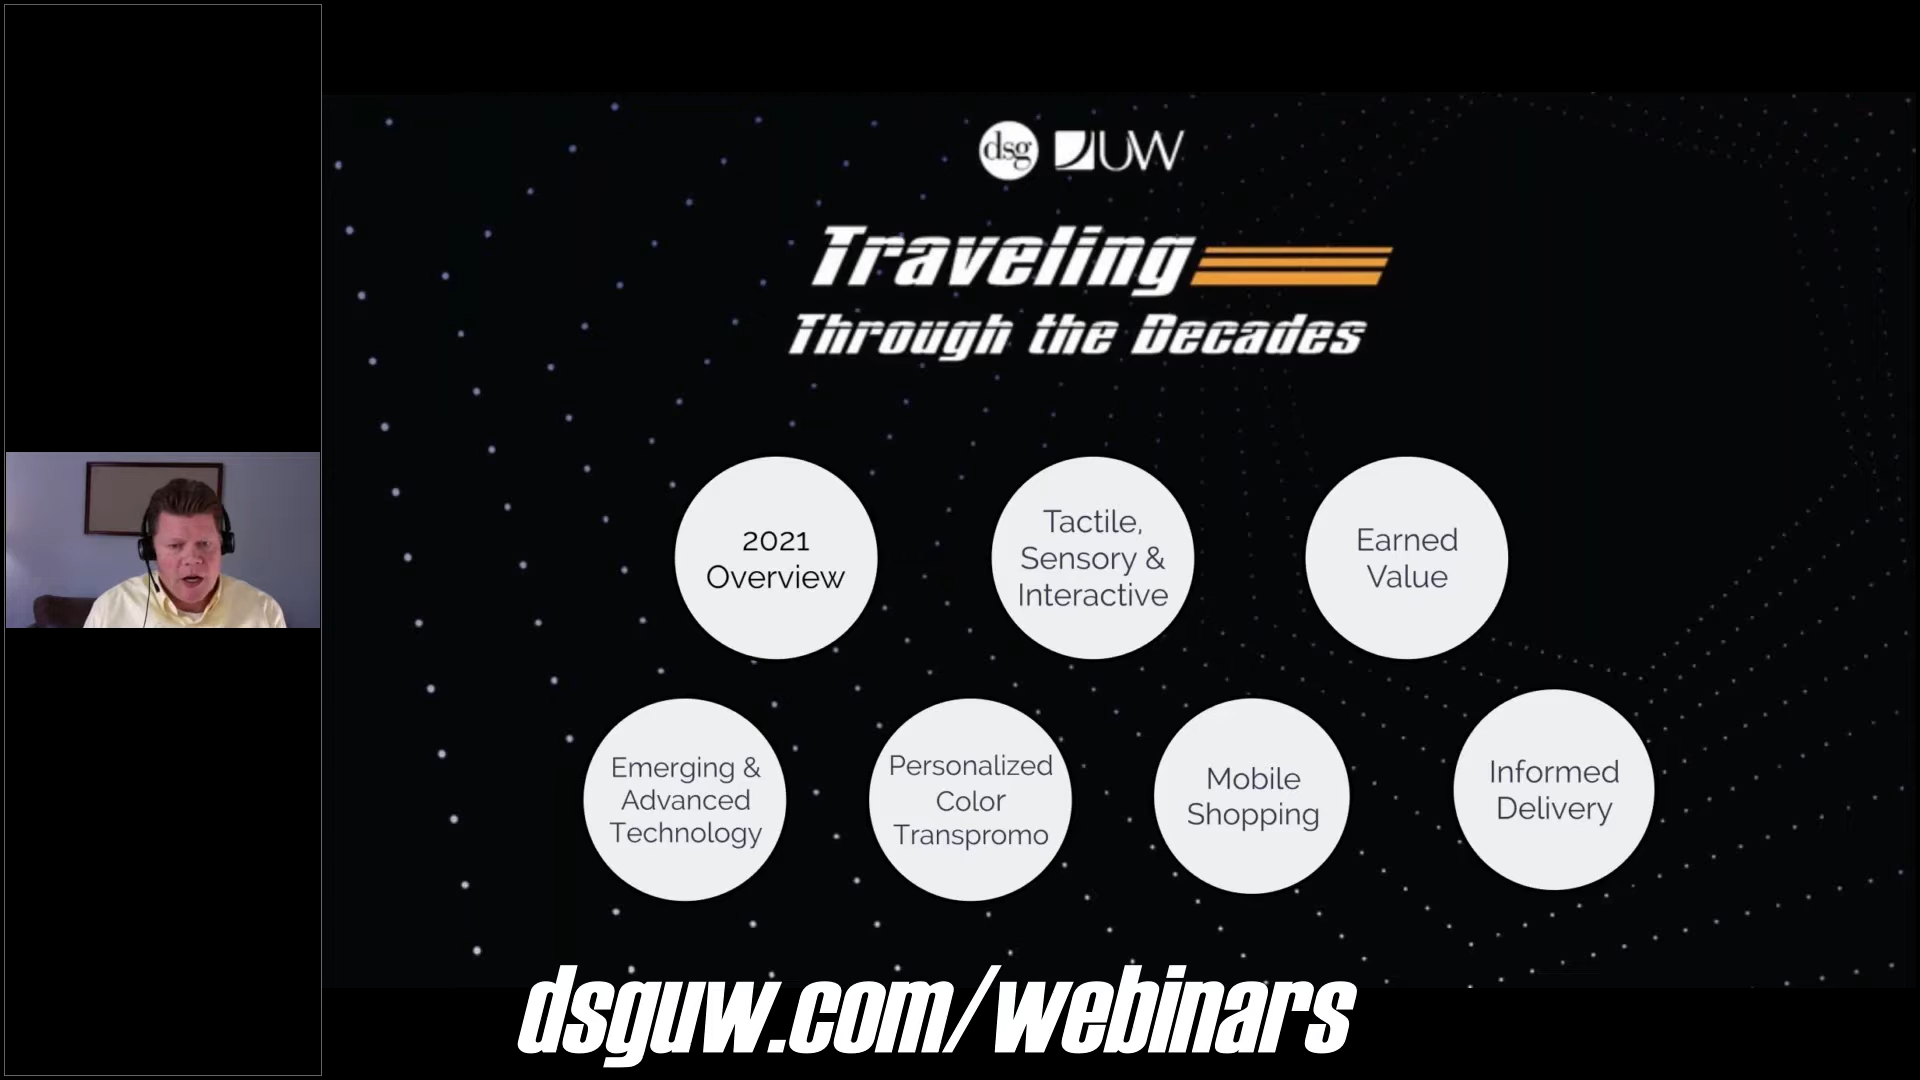 dsg UW
Traveling
Through the Decades
2021
Overview
Tactile,
Sensory &
Interactive
Earned
Value
Emerging &
Advanced
Technology
Personalized
Color
Transpromo
Mobile
Shopping
Informed
Delivery
dsguw.com/webinars